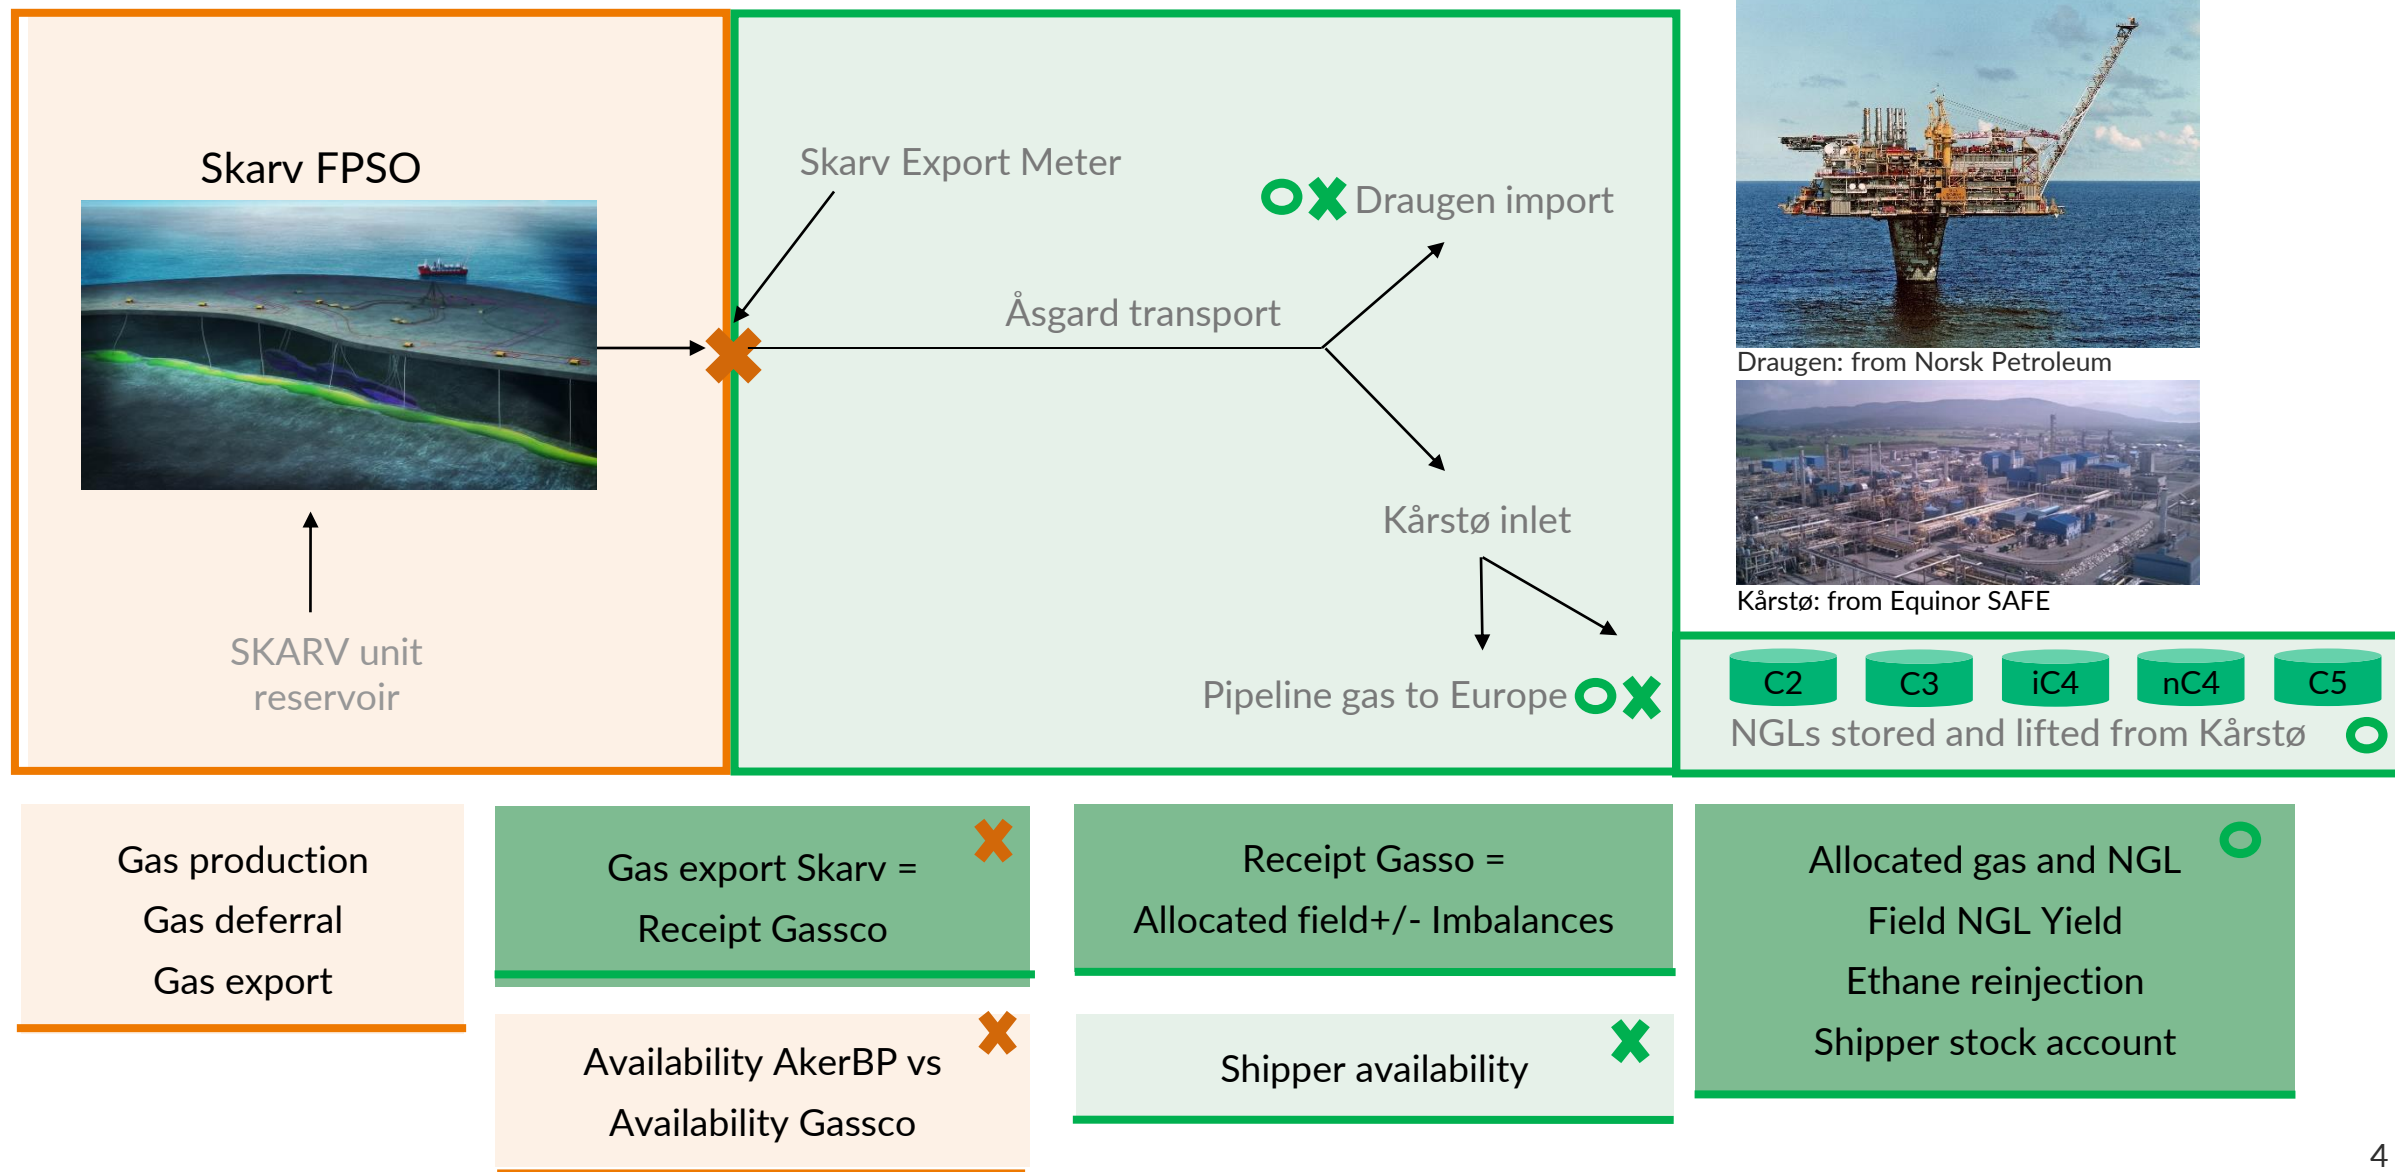 Skarv FPSO
SKARV unit
reservoir
Skarv Export Meter
Draugen import
Åsgard transport
Kårstø inlet
Pipeline gas to Europe
Draugen: from Norsk Petroleum
Kårstø: from Equinor SAFE
C2
C3
iC4
nC4
C5
NGLs stored and lifted from Kårstø
Gas production
Gas deferral
Gas export
Gas export Skarv =
Receipt Gassco
Availability AkerBP vs
Availability Gassco
Receipt Gasso =
Allocated field+/- Imbalances
Shipper availability
Allocated gas and NGL
Field NGL Yield
Ethane reinjection
Shipper stock account
4